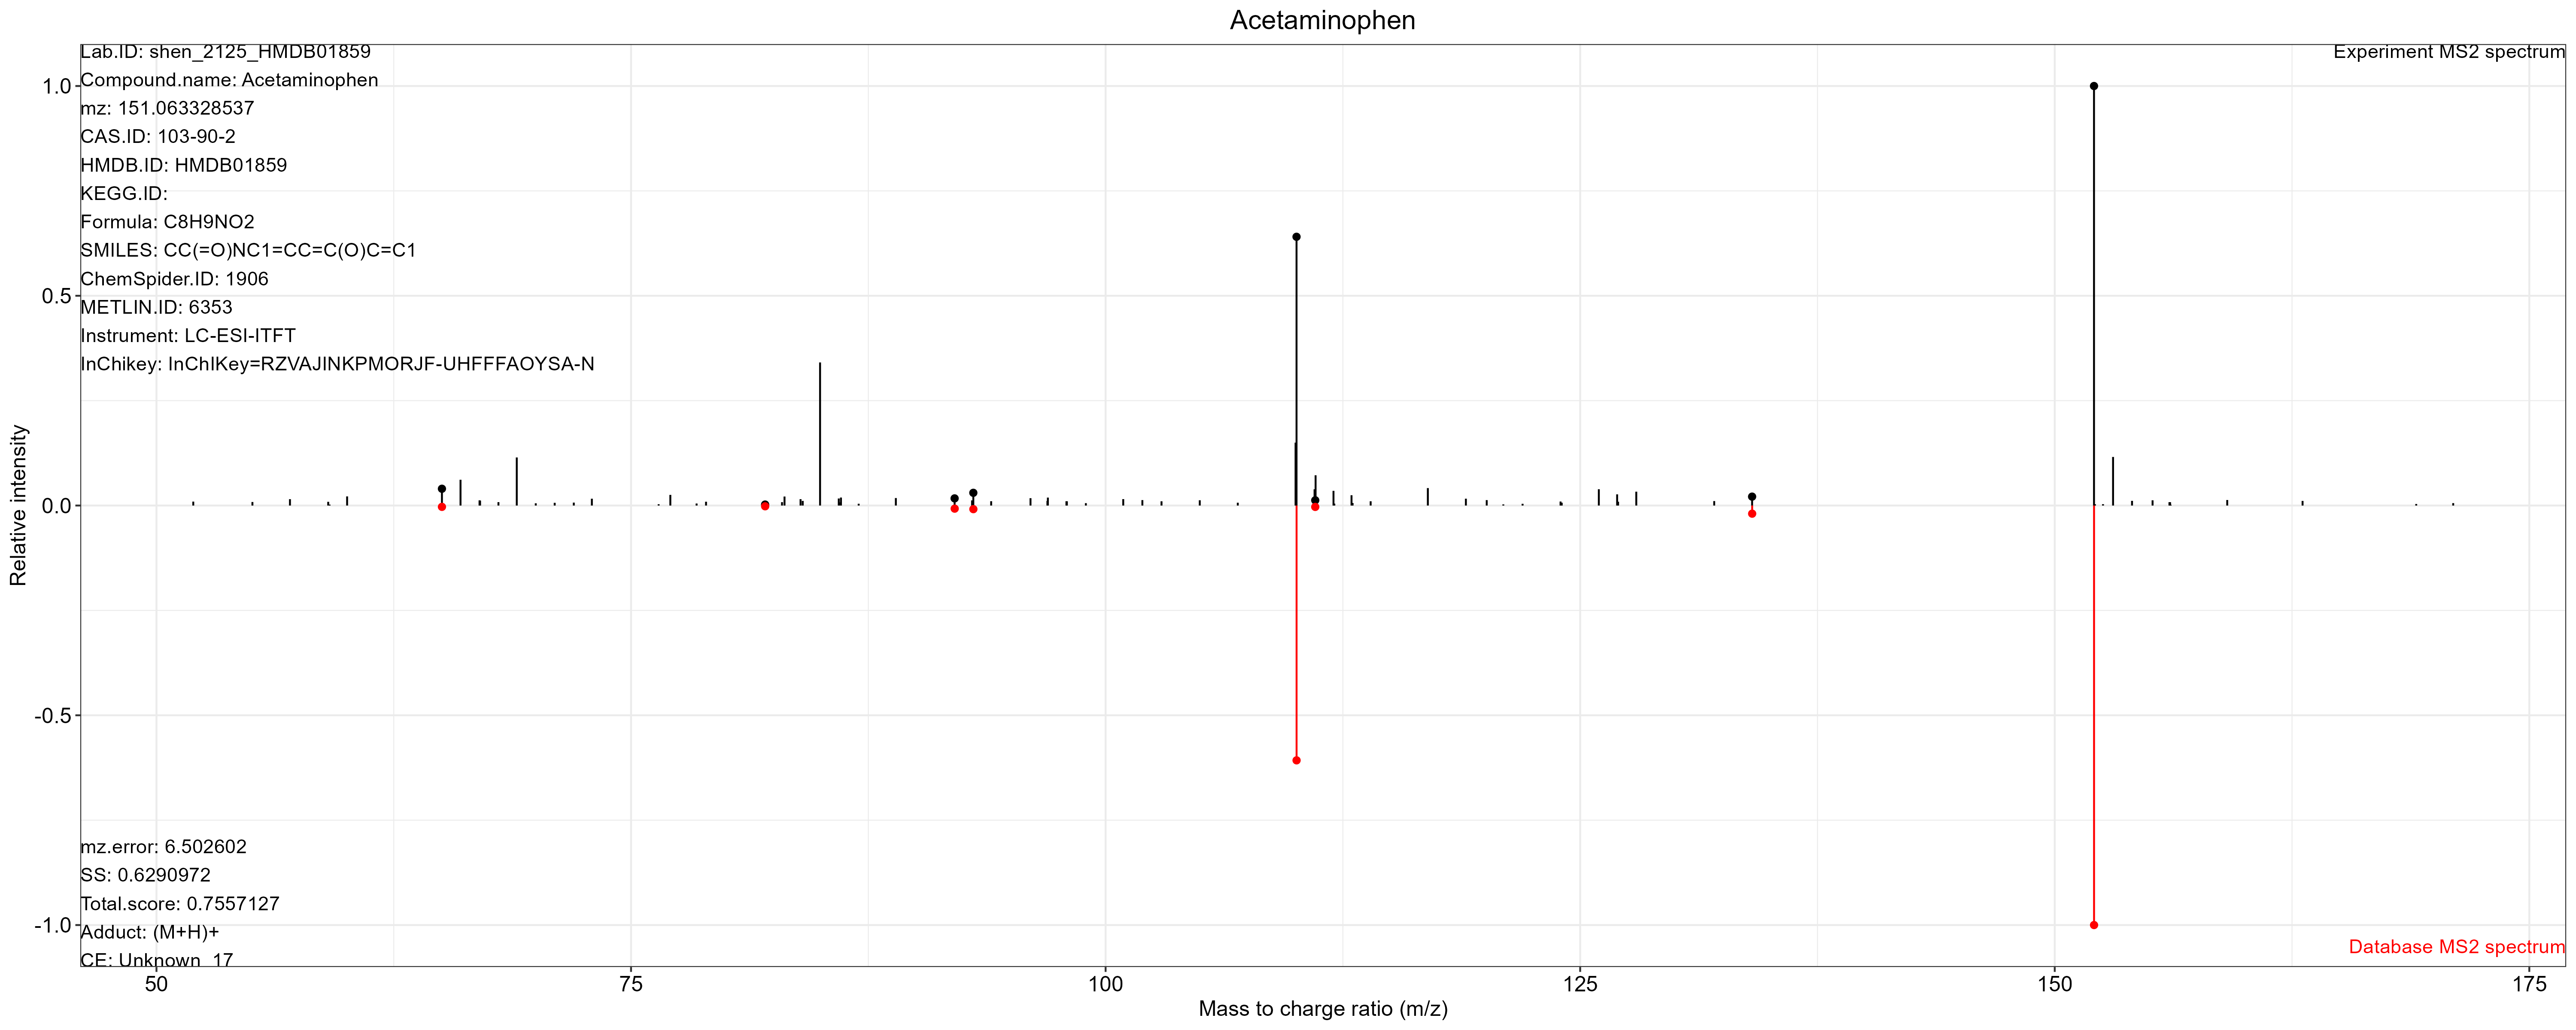 Acetaminophen
Lab.ID: shen_2125_HMDB01859
Experiment MS2 spectrum
Compound.name: Acetaminophen
mz: 151.063328537
CAS.ID: 103-90-2
HMDB.ID: HMDB01859
KEGG.ID:
Formula: C8H9NO2
SMILES: CC(=O)NC1=CC=C(O)C=C1
ChemSpider.ID: 1906
METLIN.ID: 6353
Instrument: LC-ESI-ITFT
InChikey: InChIKey=RZVAJINKPMORJF-UHFFFAOYSA-N
1.0
0.5
0.0
-0.5
-1.0
Relative intensity
mz.error: 6.502602
SS: 0.6290972
Total.score: 0.7557127
Adduct: (M+H)+
CE: Unknown_17
Database MS2 spectrum
50 75 100 125 150 175
Mass to charge ratio (m/z)